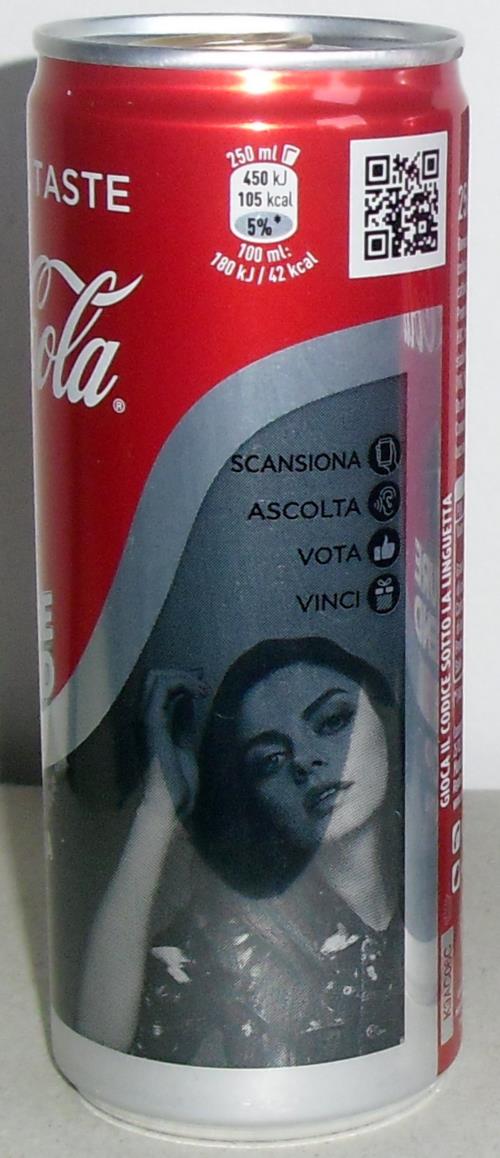 TASTE
250 ml
450 kJ
105 kcal
5%*
100 ml:
180 kJ / 42 kcal
Cola®
SCANSIONA
ASCOLTA
VOTA
VINCI
GIOCA IL CODICE SOTTO LA LINGUETTA